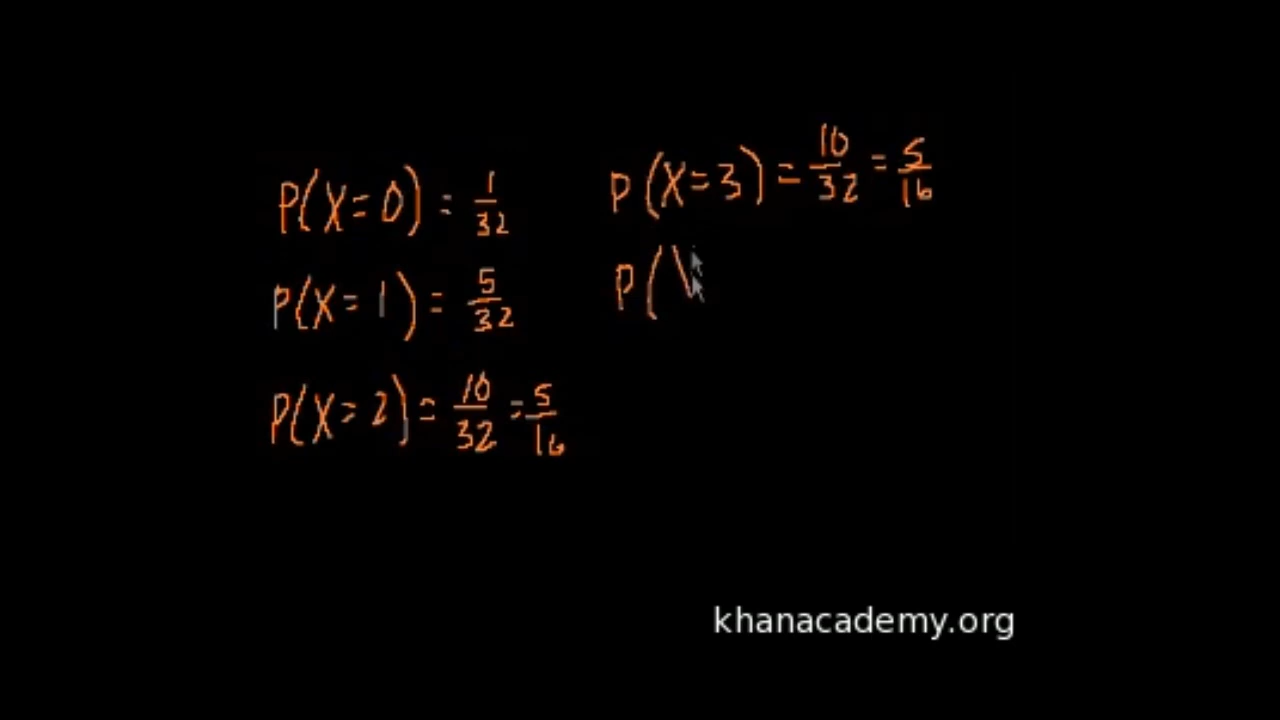 P(X=0) = 1/32
P(X=1) = 5/32
P(X=2) = 10/32 = 5/16
P(X=3) = 10/32 = 5/16
P(
khanacademy.org